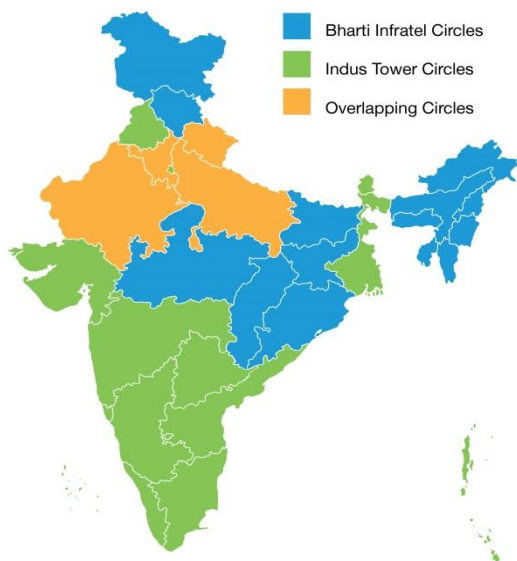 Bharti Infratel Circles
Indus Tower Circles
Overlapping Circles